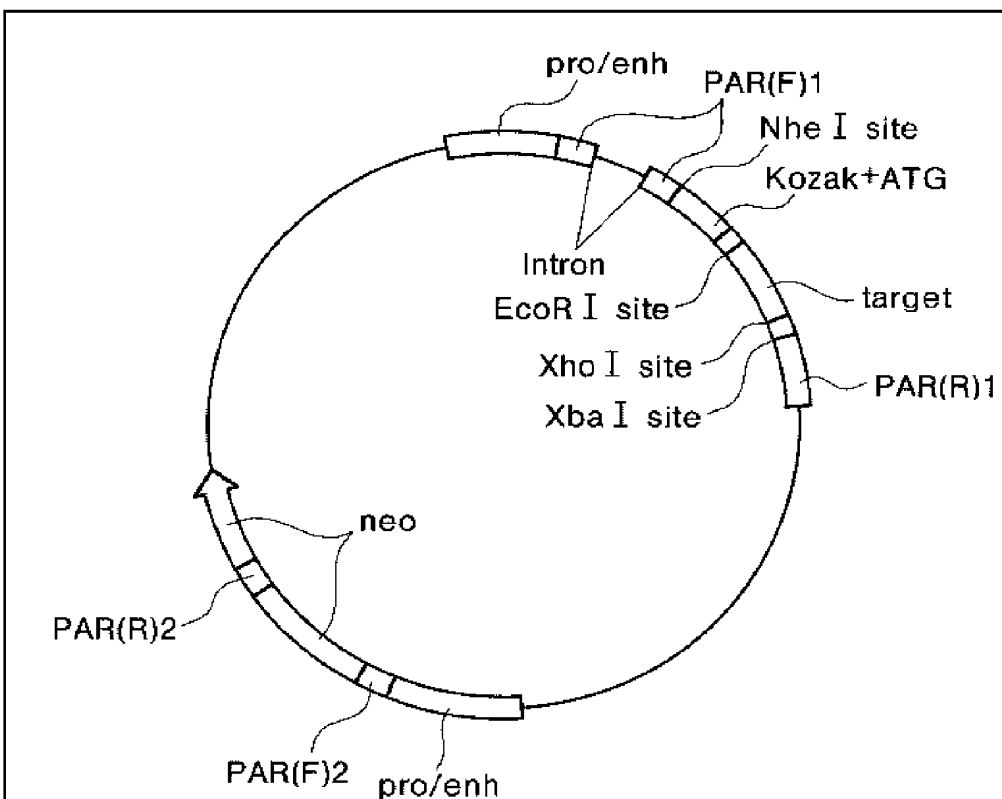 pro/enh
PAR(F)1
Nhe I site
Kozak+ATG
Intron
EcoR I site
target
Xho I site
PAR(R)1
Xba I site
neo
PAR(R)2
PAR(F)2
pro/enh